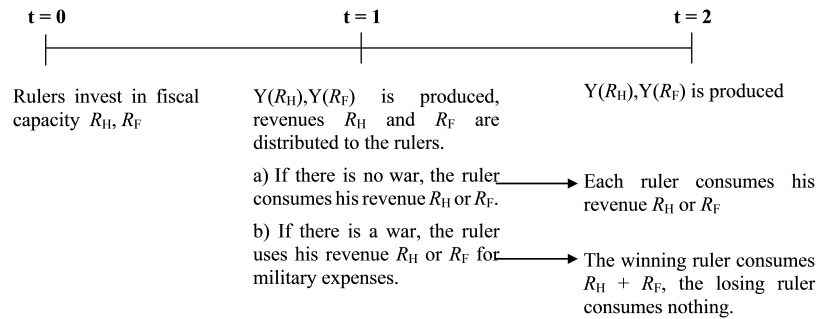 t = 0
t = 1
t = 2
Rulers invest in fiscal
capacity R_H, R_F
Y(R_H),Y(R_F) is produced,
revenues R_H and R_F are
distributed to the rulers.
a) If there is no war, the ruler
consumes his revenue R_H or R_F.
b) If there is a war, the ruler
uses his revenue R_H or R_F for
military expenses.
Y(R_H),Y(R_F) is produced
Each ruler consumes his
revenue R_H or R_F
The winning ruler consumes
R_H + R_F, the losing ruler
consumes nothing.